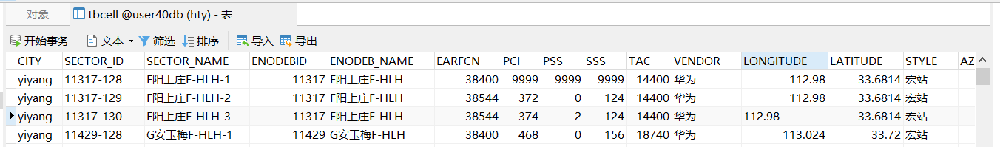 对象 tbcell @user40db (hty) - 表
开始事务 文本 筛选 排序 导入 导出
CITY SECTOR_ID SECTOR_NAME ENODEBID ENODEB_NAME EARFCN PCI PSS SSS TAC VENDOR LONGITUDE LATITUDE STYLE AZ
yiyang 11317-128 F阳上庄F-HLH-1 11317 F阳上庄F-HLH 38400 9999 9999 9999 14400 华为 112.98 33.6814 宏站
yiyang 11317-129 F阳上庄F-HLH-2 11317 F阳上庄F-HLH 38544 372 0 124 14400 华为 112.98 33.6814 宏站
yiyang 11317-130 F阳上庄F-HLH-3 11317 F阳上庄F-HLH 38544 374 2 124 14400 华为 112.98 33.6814 宏站
yiyang 11429-128 G安玉梅F-HLH-1 11429 G安玉梅F-HLH 38400 468 0 156 18740 华为 113.024 33.72 宏站